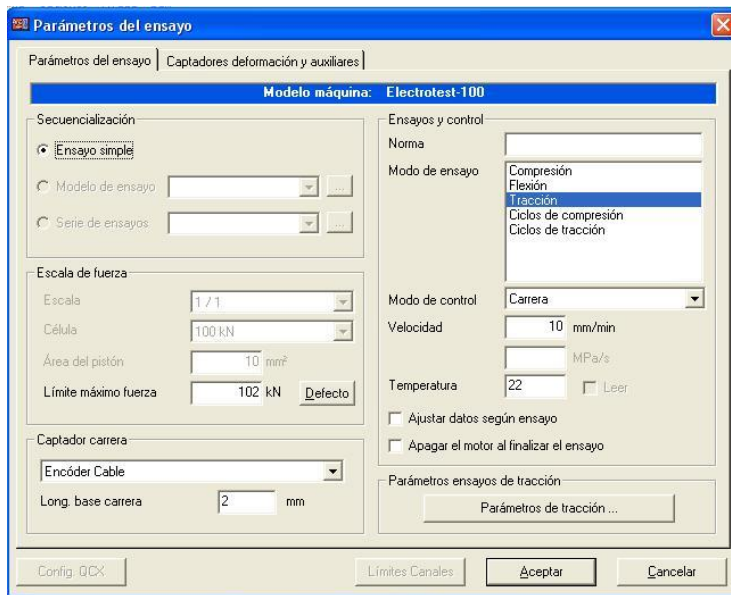 Parámetros del ensayo
Parámetros del ensayo
Captadores deformación y auxiliares
Modelo máquina: Electrotest-100
Secuencialización
Ensayo simple
Modelo de ensayo
...
Serie de ensayos
...
Escala de fuerza
Escala
1 / 1
Célula
100 kN
Área del pistón
10 mm²
Límite máximo fuerza
102 kN
Defecto
Captador carrera
Encóder Cable
Long. base carrera
2 mm
Ensayos y control
Norma
Modo de ensayo
Compresión
Flexión
Tracción
Ciclos de compresión
Ciclos de tracción
Modo de control
Carrera
Velocidad
10 mm/min
MPa/s
Temperatura
22
Leer
Ajustar datos según ensayo
Apagar el motor al finalizar el ensayo
Parámetros ensayos de tracción
Parámetros de tracción ...
Config. QCX
Límites Canales
Aceptar
Cancelar